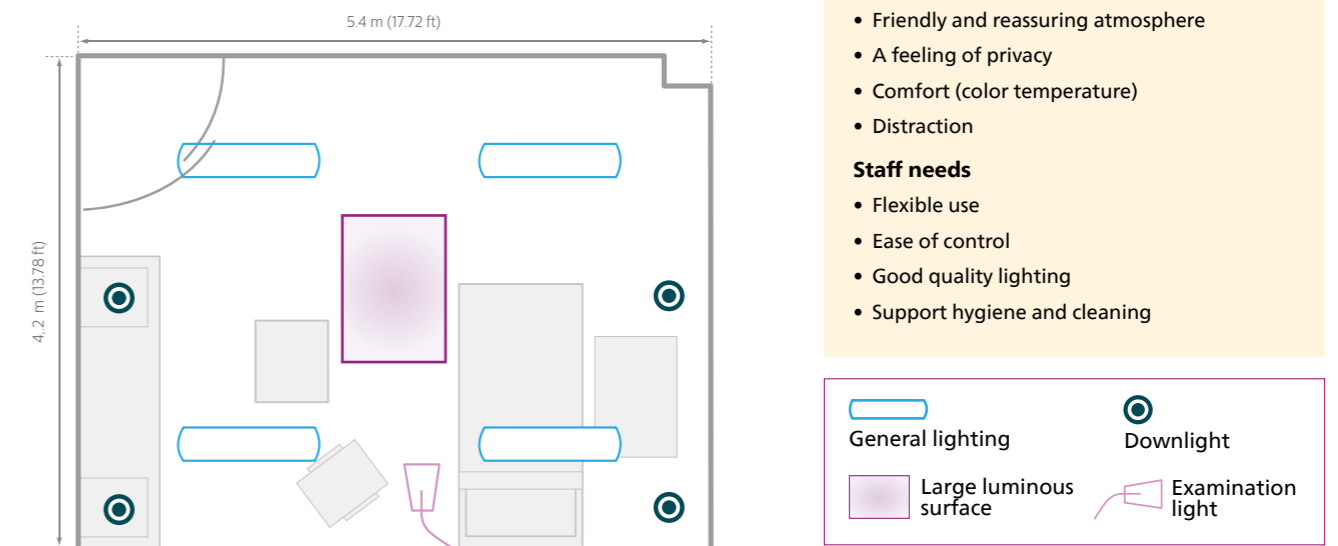 5.4 m (17.72 ft)
4,.2 m (13.78 ft)
• Friendly and reassuring atmosphere
• A feeling of privacy
• Comfort (color temperature)
• Distraction
Staff needs
• Flexible use
• Ease of control
• Good quality lighting
• Support hygiene and cleaning
General lighting
Downlight
Large luminous
surface
Examination
light